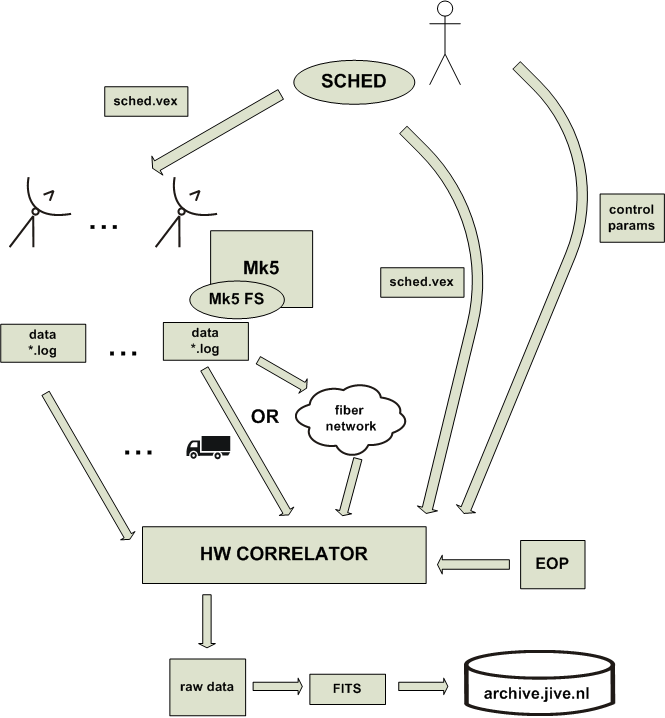 SCHED
sched.vex
control
params
...
Mk5
sched.vex
Mk5 FS
data
*.log
...
data
*.log
OR
fiber
network
...
HW CORRELATOR
EOP
raw data
FITS
archive.jive.nl